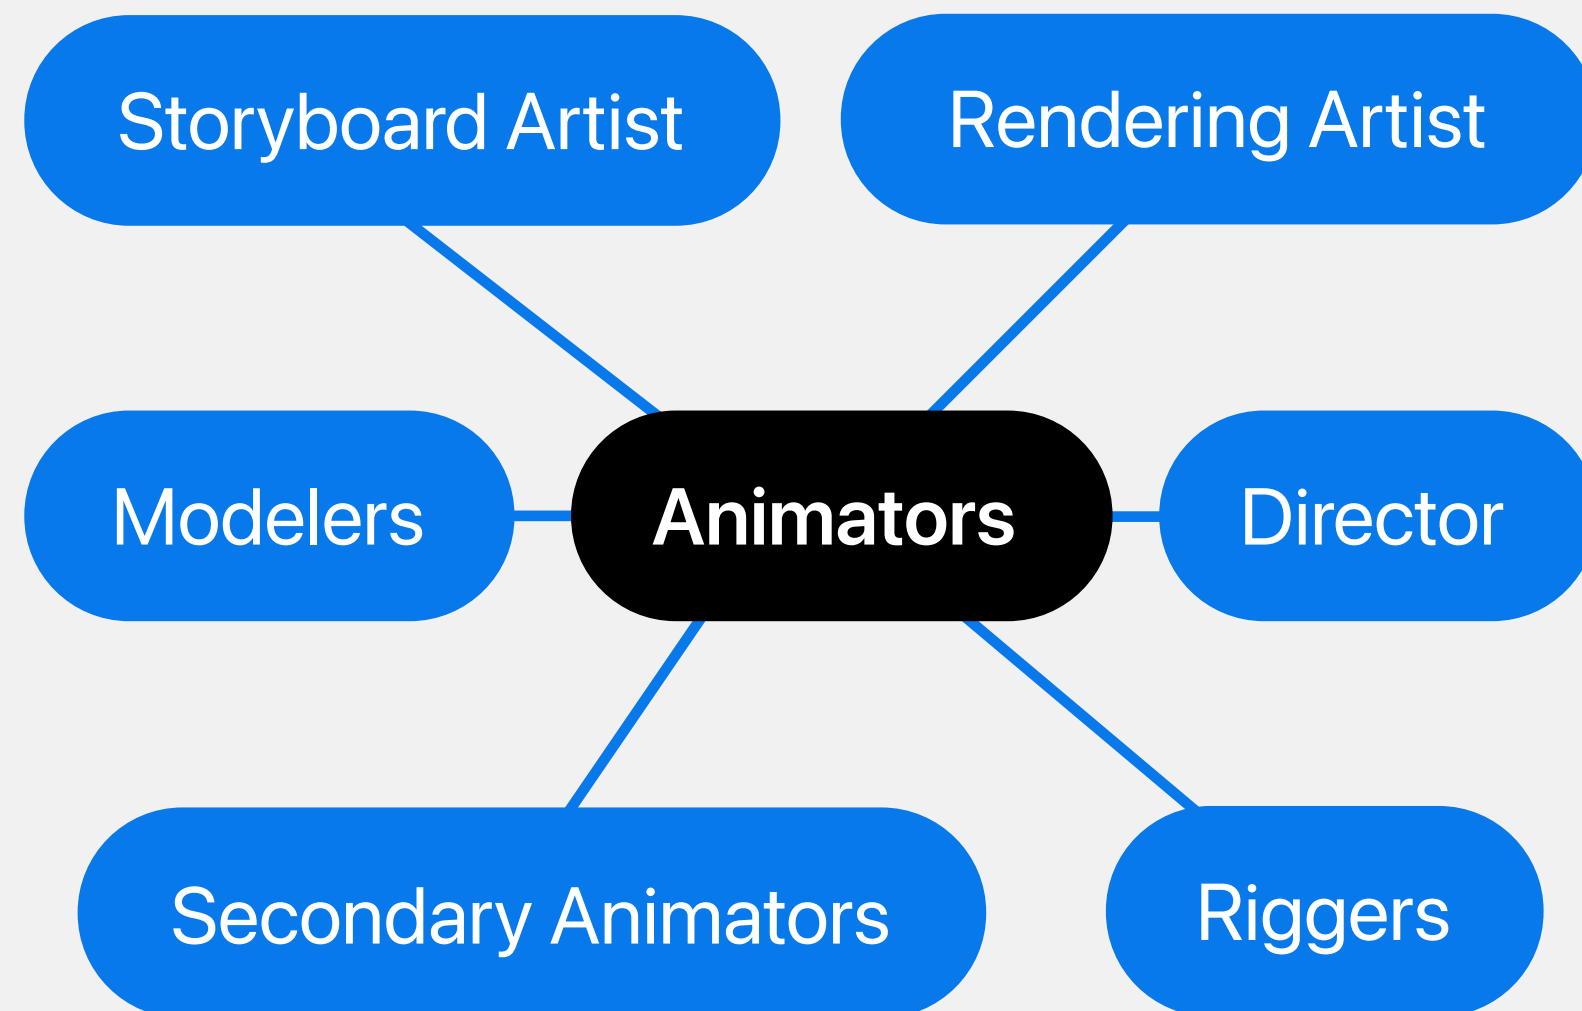 Storyboard Artist
Rendering Artist
Modelers
Animators
Director
Secondary Animators
Riggers